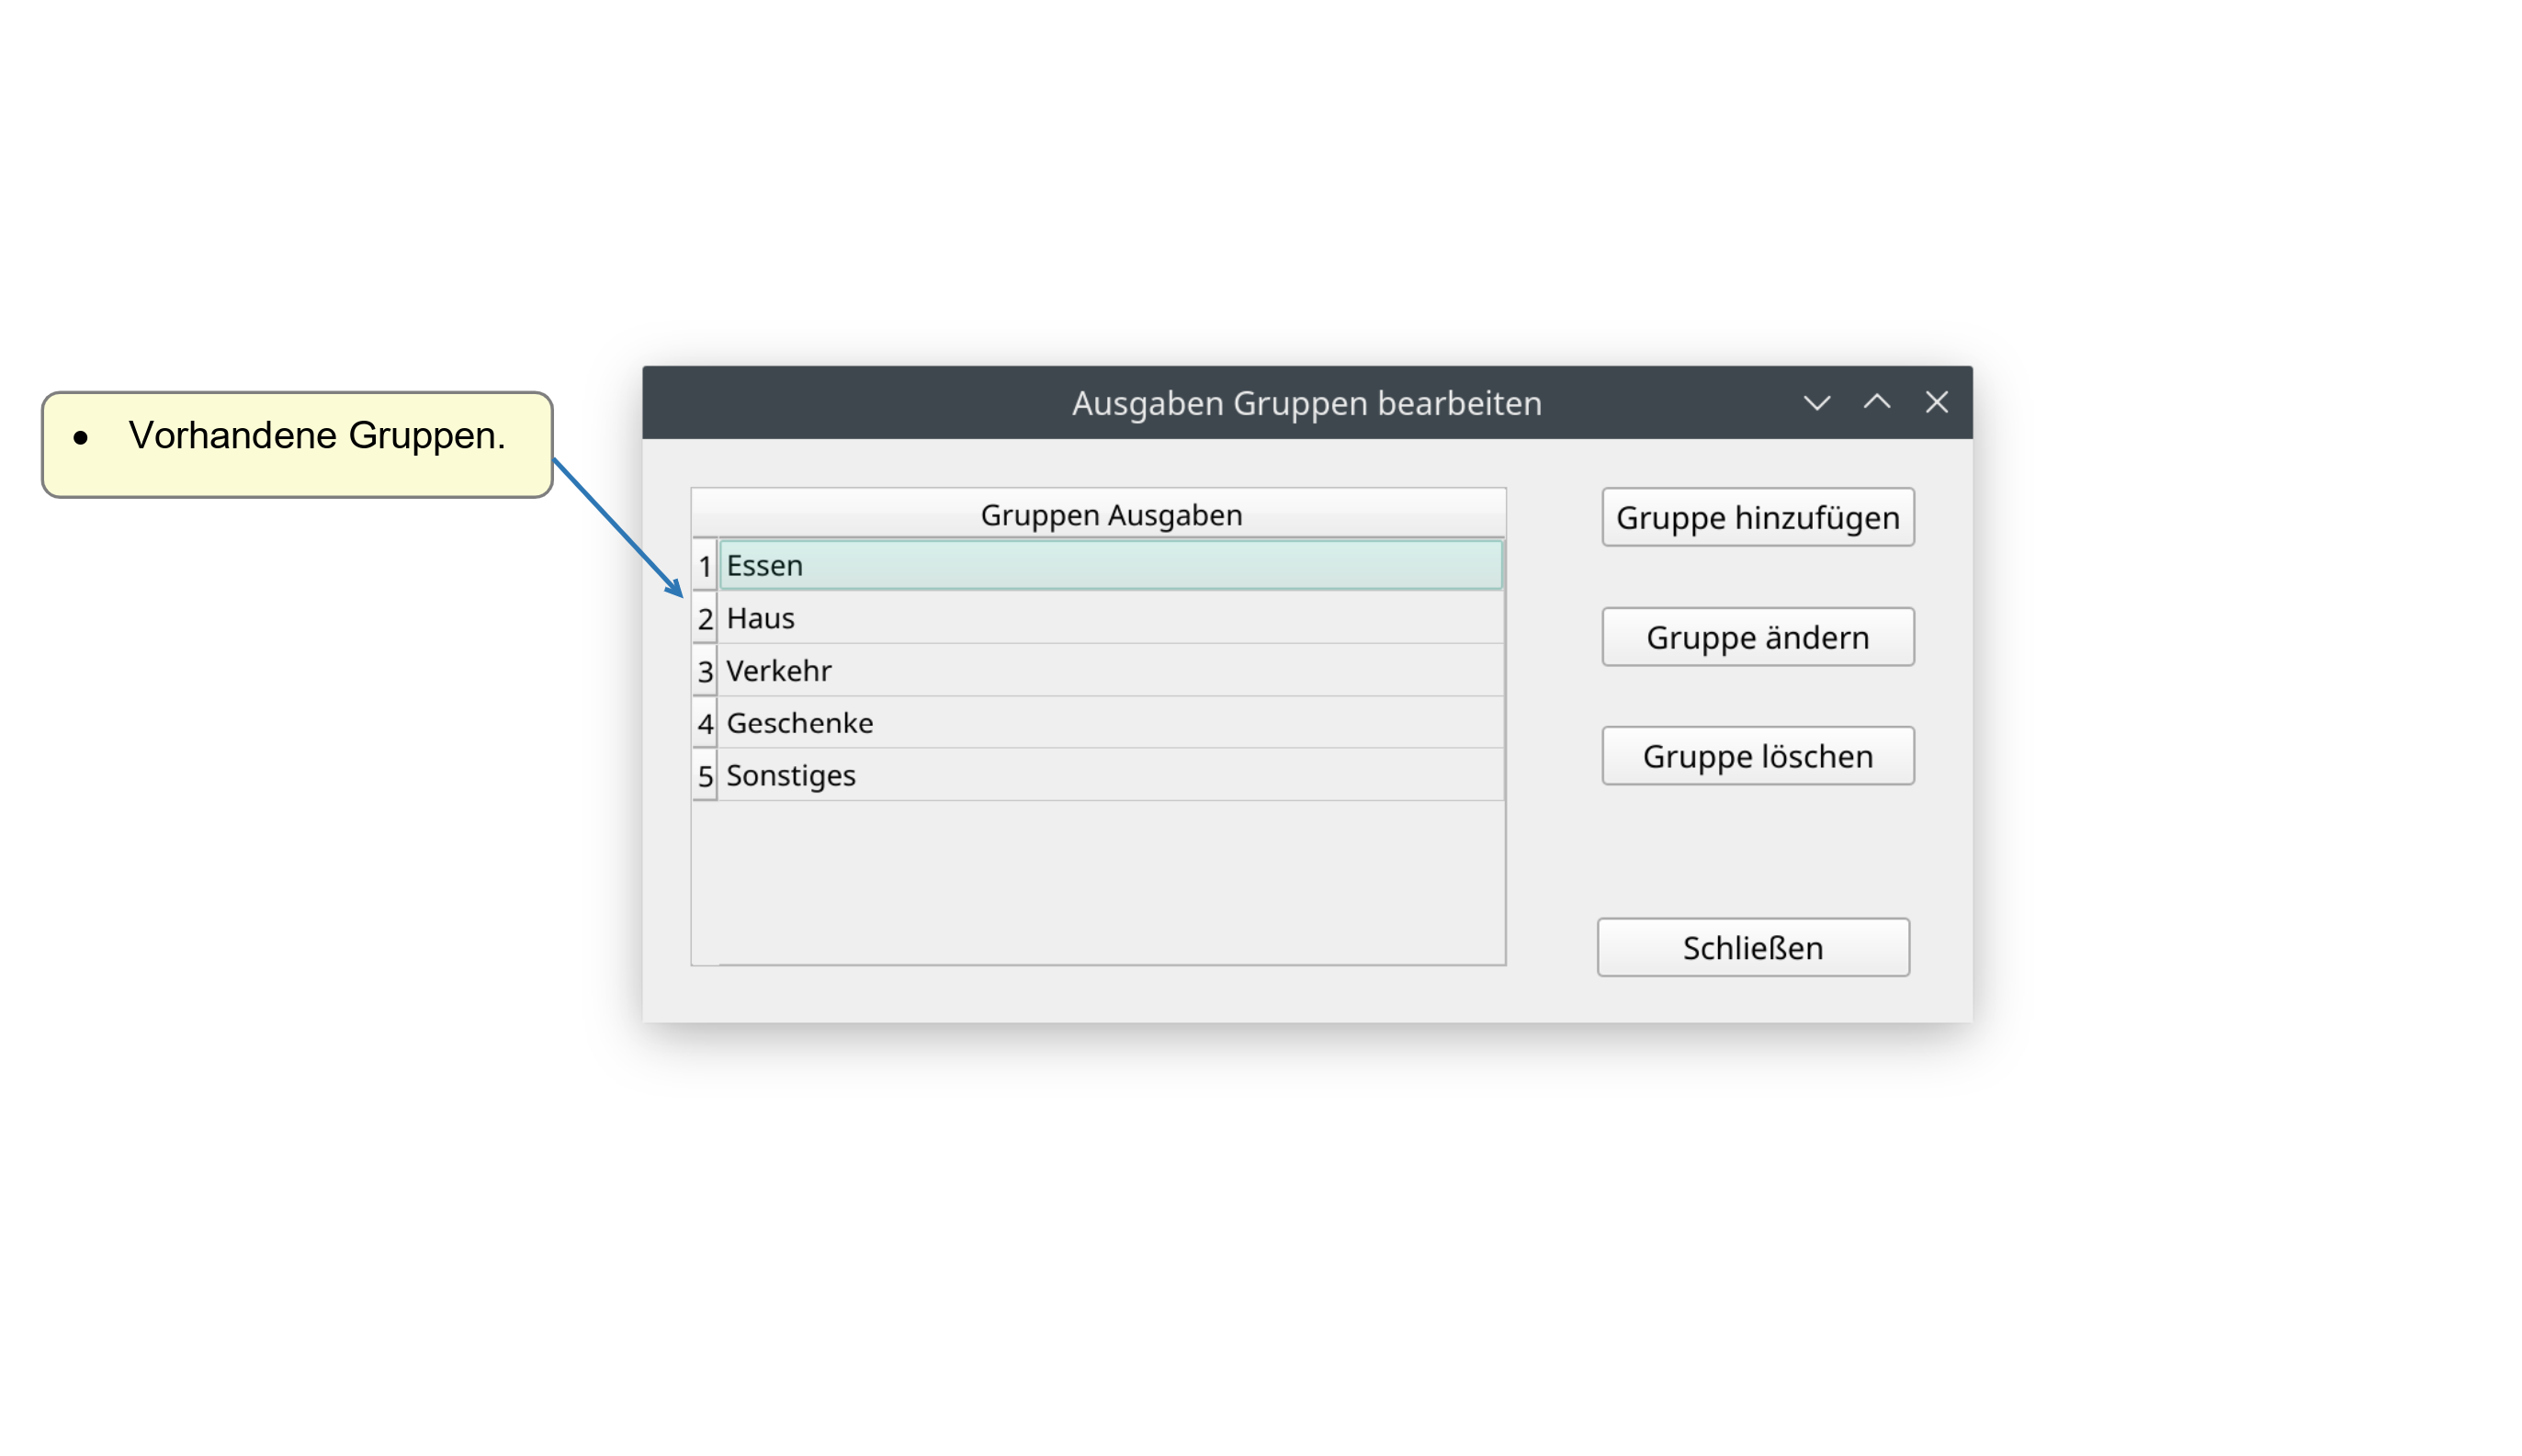 Ausgaben Gruppen bearbeiten
• Vorhandene Gruppen.
Gruppen Ausgaben
1 Essen
2 Haus
3 Verkehr
4 Geschenke
5 Sonstiges
Gruppe hinzufügen
Gruppe ändern
Gruppe löschen
Schließen